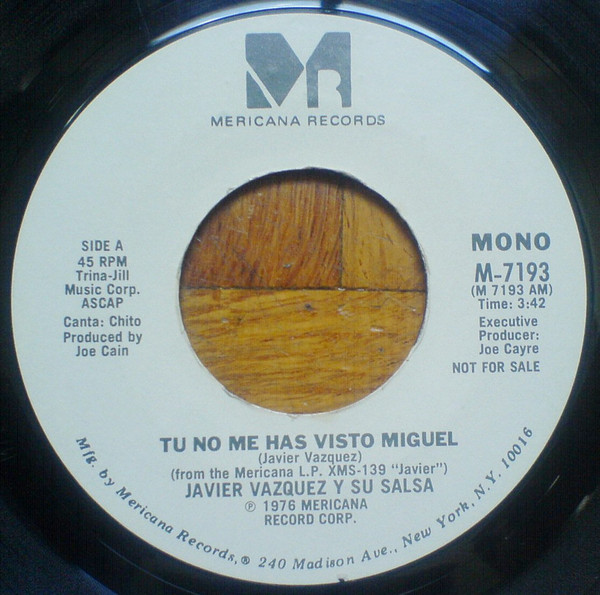 MR
MERICANA RECORDS
SIDE A
45 RPM
Trina-Jill
Music Corp.
ASCAP
Canta: Chito
Produced by
Joe Cain
MONO
M-7193
(M 7193 AM)
Time: 3:42
Executive
Producer:
Joe Cayre
NOT FOR SALE
TU NO ME HAS VISTO MIGUEL
(Javier Vazquez)
(from the Mericana L.P. XMS-139 "Javier")
JAVIER VAZQUEZ Y SU SALSA
℗ 1976 MERICANA
RECORD CORP.
Mfg. by Mericana Records,® 240 Madison Ave., New York, N.Y. 10016